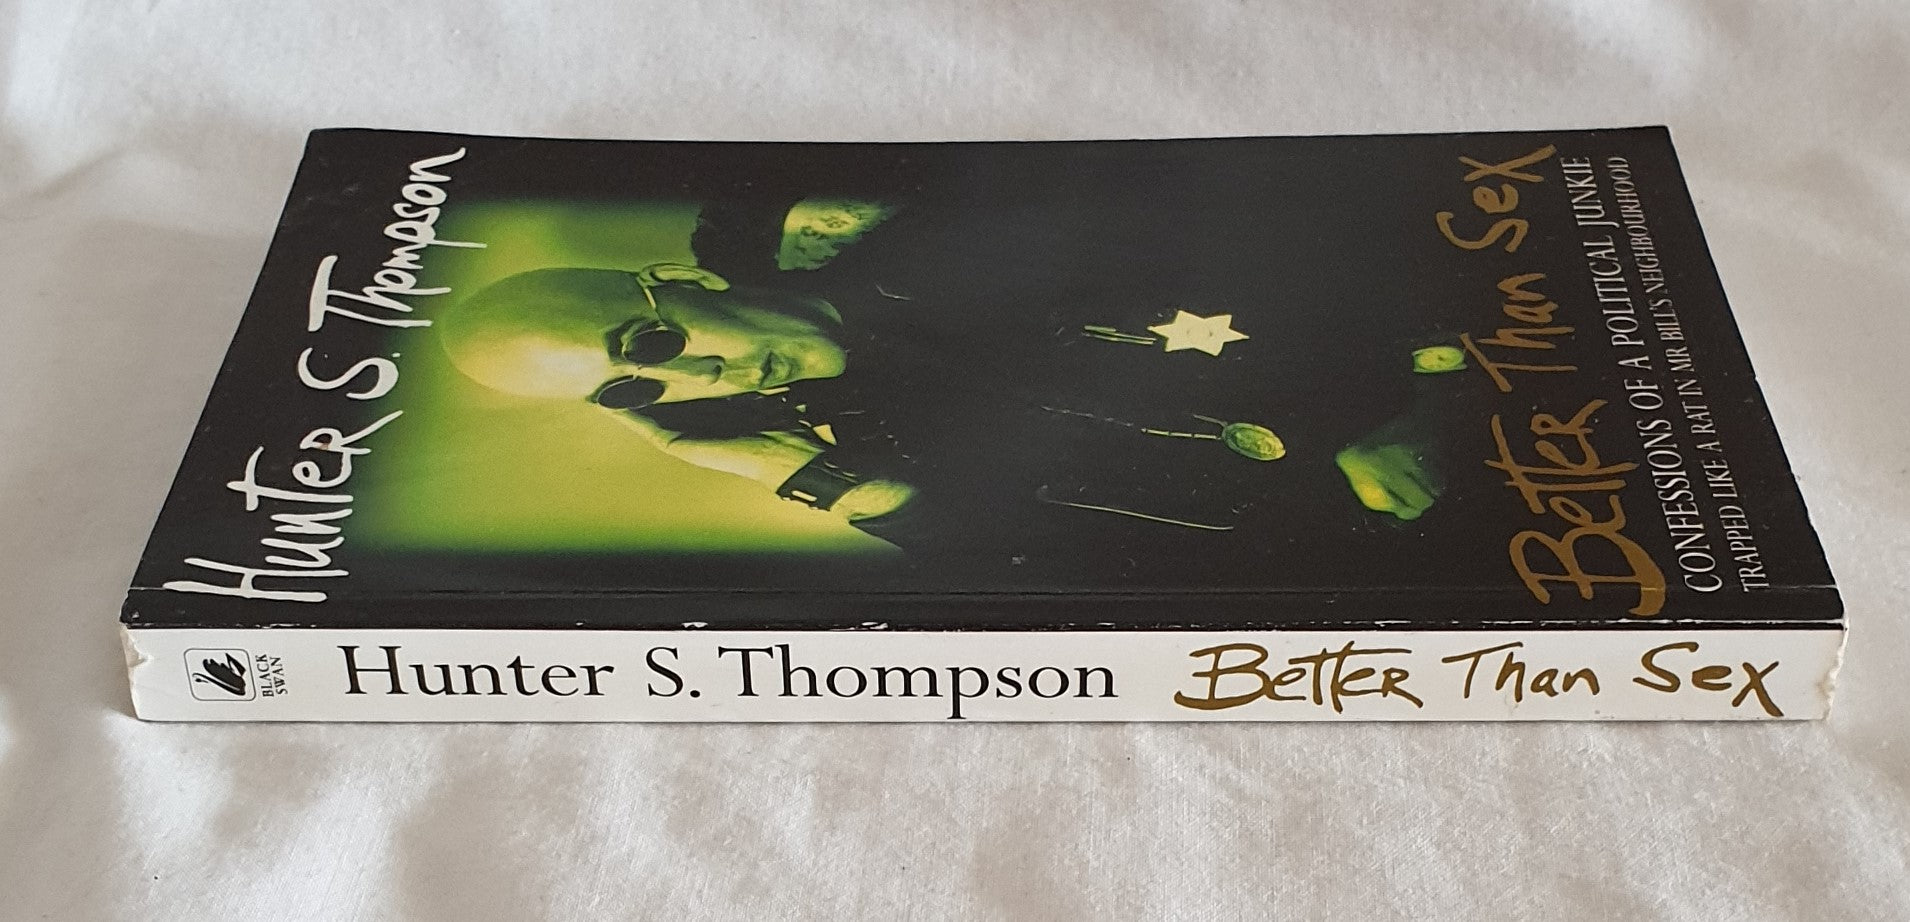 Hunter S. Thompson
Better Than Sex
CONFESSIONS OF A POLITICAL JUNKIE
TRAPPED LIKE A RAT IN MR BILL'S NEIGHBOURHOOD
BLACK
SWAN
Hunter S. Thompson
Better Than Sex